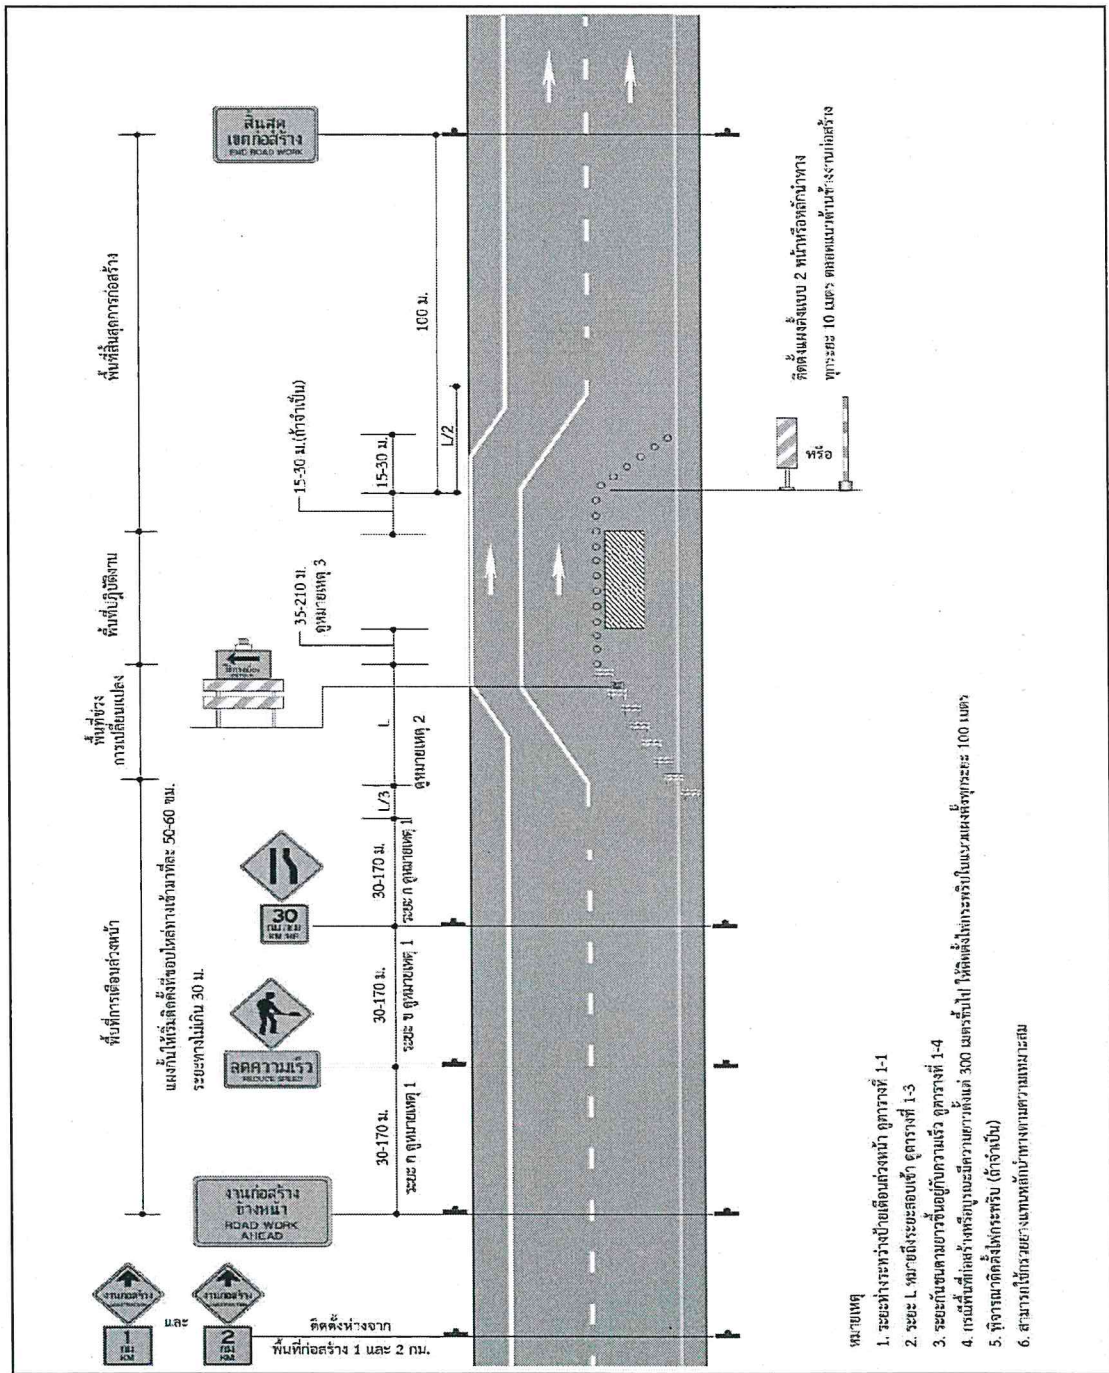 สิ้นสุด
เขตก่อสร้าง
END ROAD WORK
พื้นที่สิ้นสุดการก่อสร้าง
100 ม.
L/2
15-30 ม.(ถ้าจำเป็น)
15-30 ม.
ติดตั้งแผงตั้งแบบ 2 หน้าหรือหลักนำทาง
ทุกระยะ 10 เมตร ตลอดแนวด้านข้างงานก่อสร้าง
หรือ
พื้นที่ปฏิบัติงาน
35-210 ม.
ดูหมายเหตุ 3
พื้นที่ช่วง
การเปลี่ยนแปลง
L
ดูหมายเหตุ 2
L/3
พื้นที่การเตือนล่วงหน้า
แผงกั้นให้เริ่มติดตั้งที่ขอบไหล่ทางเข้ามาที่ละ 50-60 ซม.
ระยะทางไม่เกิน 30 ม.
30
กม./ชม
30-170 ม.
ระยะ ก ดูหมายเหตุ 1
30-170 ม.
ระยะ ข ดูหมายเหตุ 1
ลดความเร็ว
REDUCE SPEED
30-170 ม.
ระยะ ก ดูหมายเหตุ 1
งานก่อสร้าง
ข้างหน้า
ROAD WORK
AHEAD
งานก่อสร้าง
1
กม
KM
และ
งานก่อสร้าง
2
กม
KM
ติดตั้งห่างจาก
พื้นที่ก่อสร้าง 1 และ 2 กม.
หมายเหตุ
1. ระยะห่างระหว่างป้ายเตือนล่วงหน้า ดูตารางที่ 1-1
2. ระยะ L หมายถึงระยะสอบเข้า ดูตารางที่ 1-3
3. ระยะกันชนตามยาวขึ้นอยู่กับความเร็ว ดูตารางที่ 1-4
4. กรณีพื้นที่ก่อสร้างหรือบูรณะมีความยาวตั้งแต่ 300 เมตรขึ้นไป ให้ติดตั้งไฟกระพริบในแนวแผงตั้งทุกระยะ 100 เมตร
5. พิจารณาติดตั้งไฟกระพริบ (ถ้าจำเป็น)
6. สามารถใช้กรวยยางแทนหลักนำทางตามความเหมาะสม